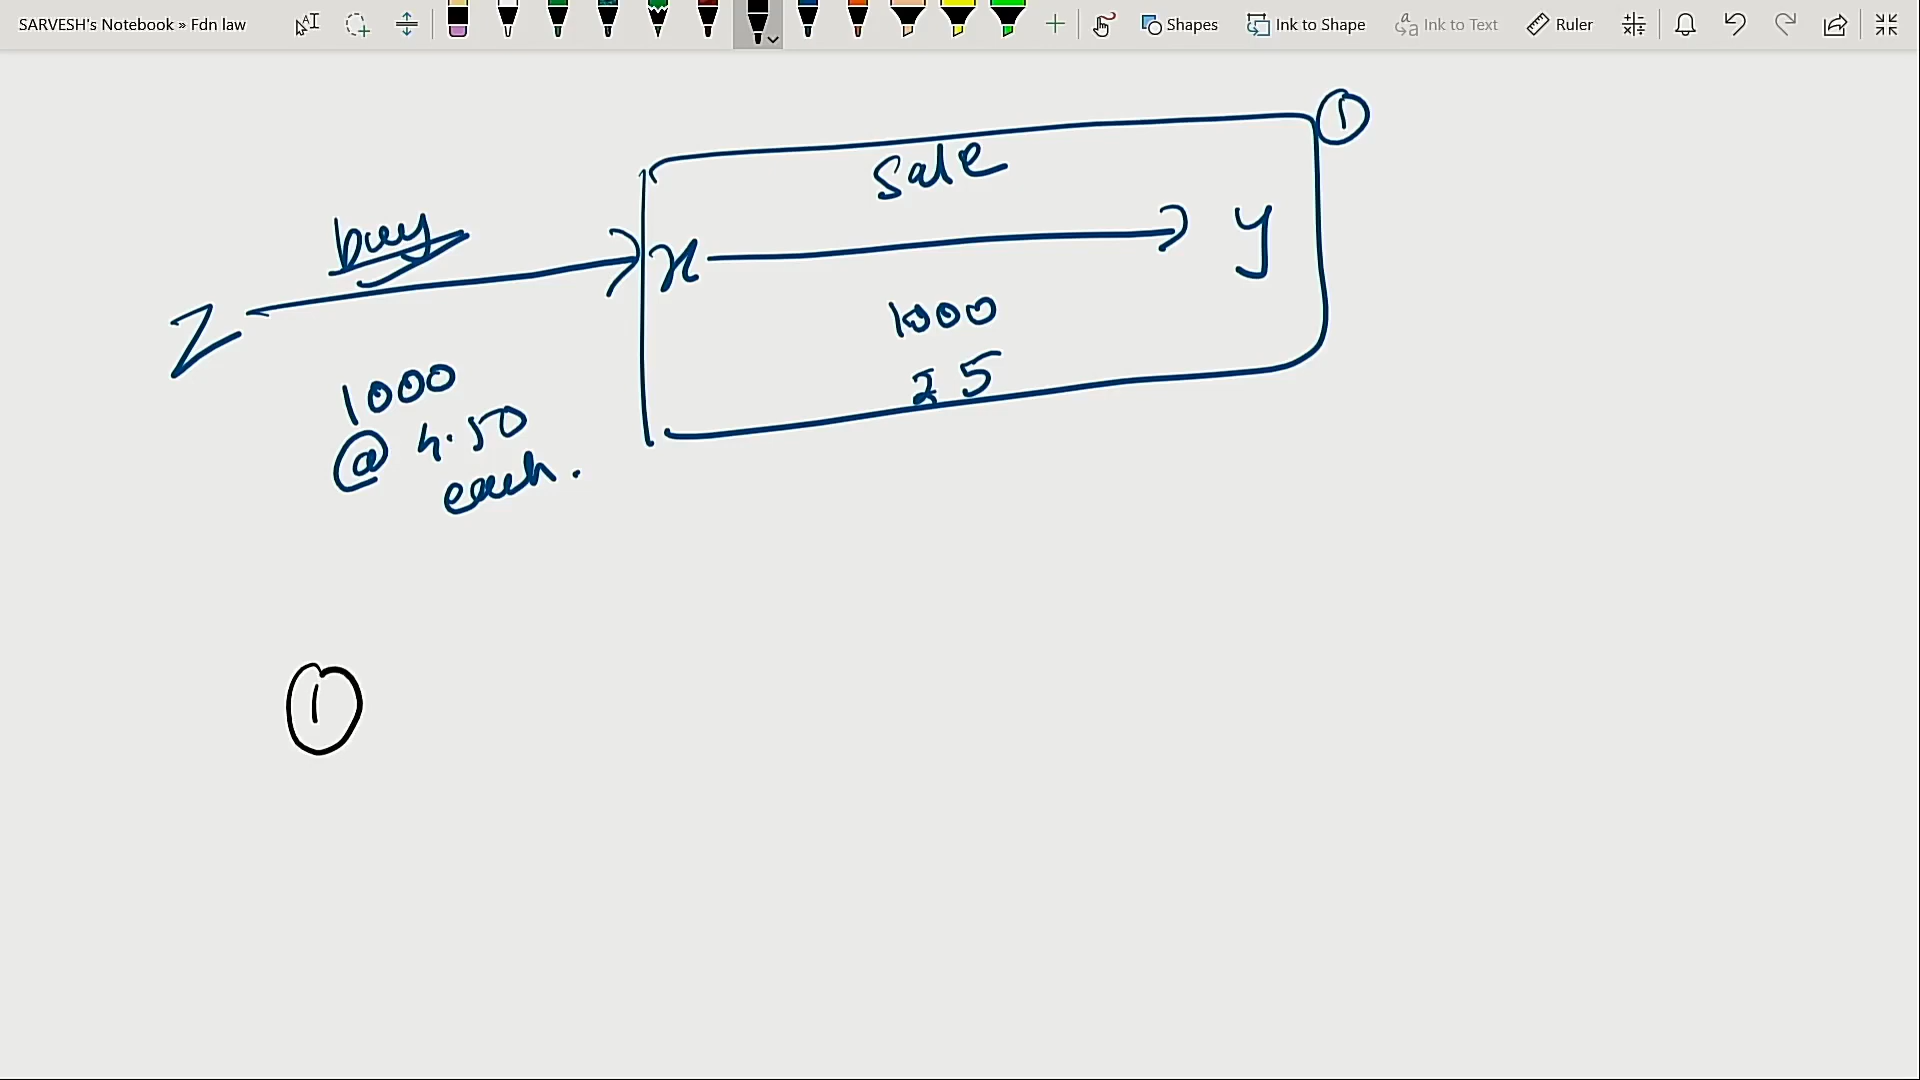 SARVESH's Notebook » Fdn law
Shapes
Ink to Shape
Ink to Text
Ruler
①
Sale
buy
x
y
Z
1000
25
1000
@ 4.50
each.
①